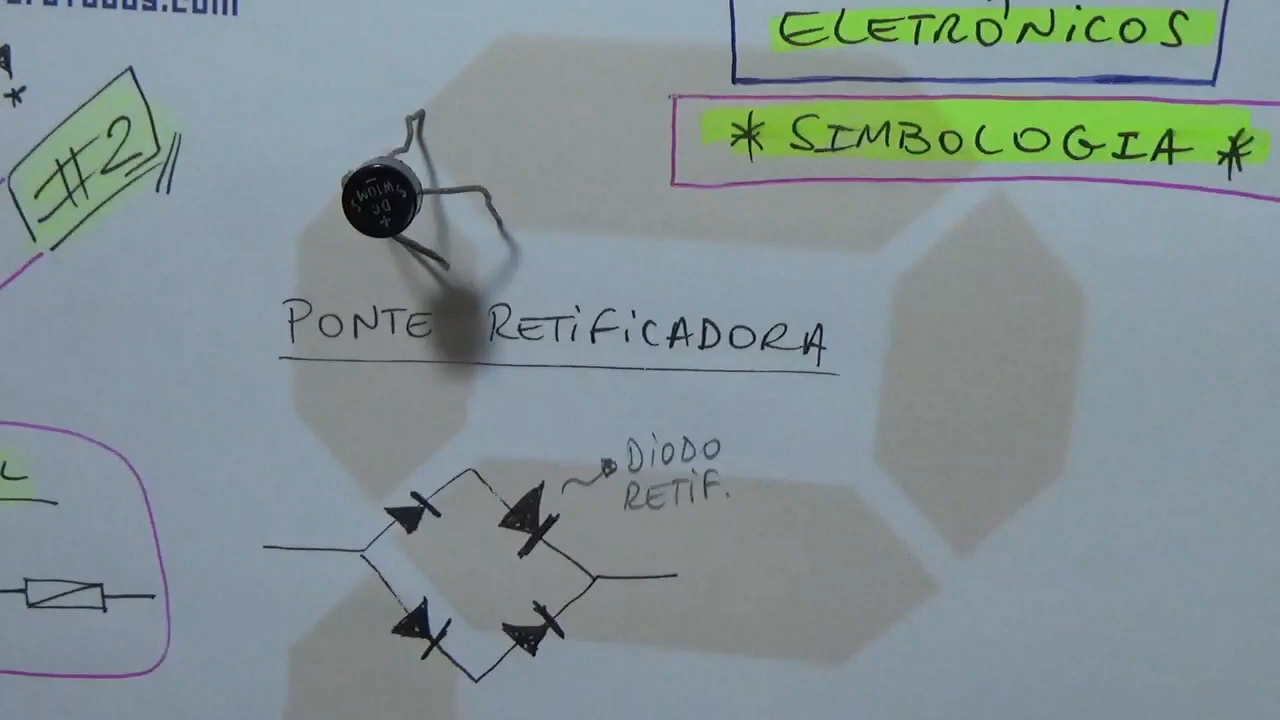 ELETRÔNICOS
* SIMBOLOGIA *
#2
PONTE RETIFICADORA
DIODO
RETIF.
L